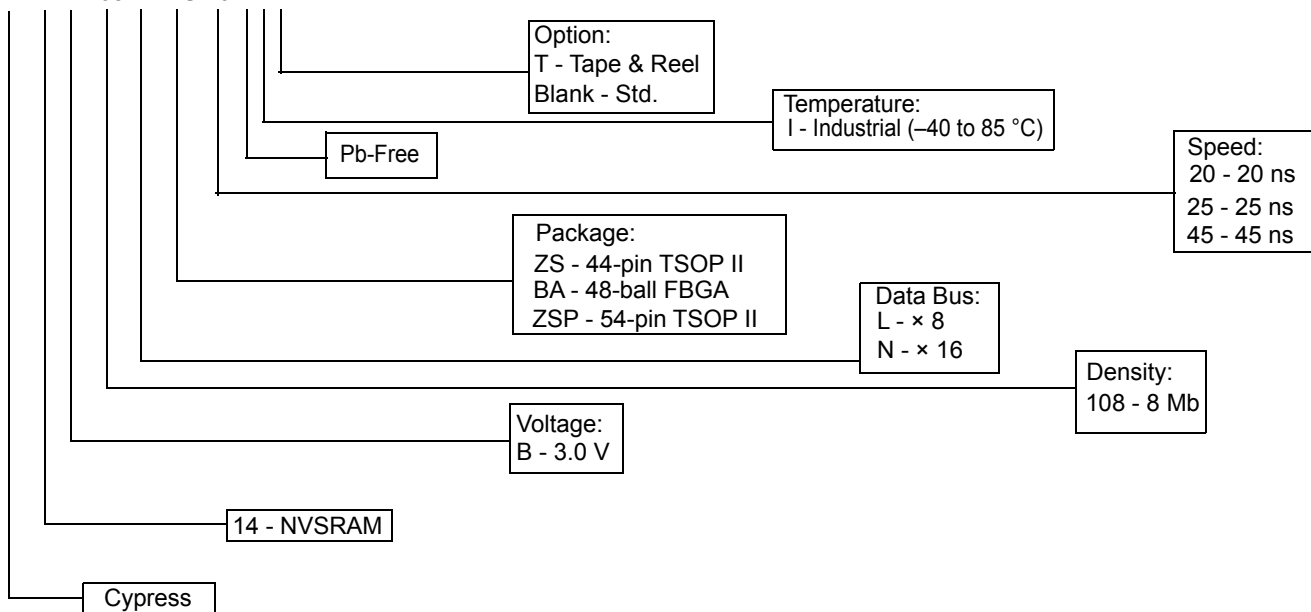 Option:
T - Tape & Reel
Blank - Std.
Temperature:
I - Industrial (–40 to 85 °C)
Pb-Free
Speed:
20 - 20 ns
25 - 25 ns
45 - 45 ns
Package:
ZS - 44-pin TSOP II
BA - 48-ball FBGA
ZSP - 54-pin TSOP II
Data Bus:
L - × 8
N - × 16
Density:
108 - 8 Mb
Voltage:
B - 3.0 V
14 - NVSRAM
Cypress